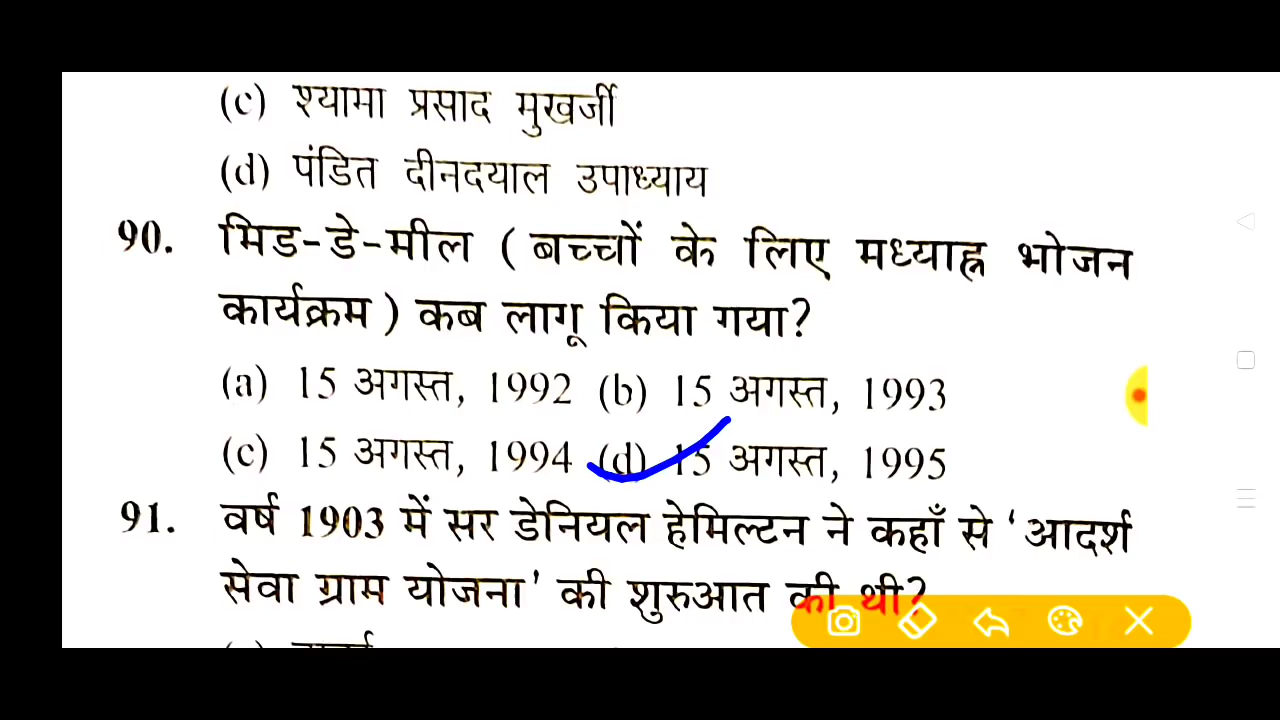 (c) श्यामा प्रसाद मुखर्जी
(d) पंडित दीनदयाल उपाध्याय
90. मिड-डे-मील (बच्चों के लिए मध्याह्न भोजन
कार्यक्रम) कब लागू किया गया?
(a) 15 अगस्त, 1992 (b) 15 अगस्त, 1993
(c) 15 अगस्त, 1994 (d) 15 अगस्त, 1995
91. वर्ष 1903 में सर डेनियल हेमिल्टन ने कहाँ से 'आदर्श
सेवा ग्राम योजना' की शुरुआत की थी?